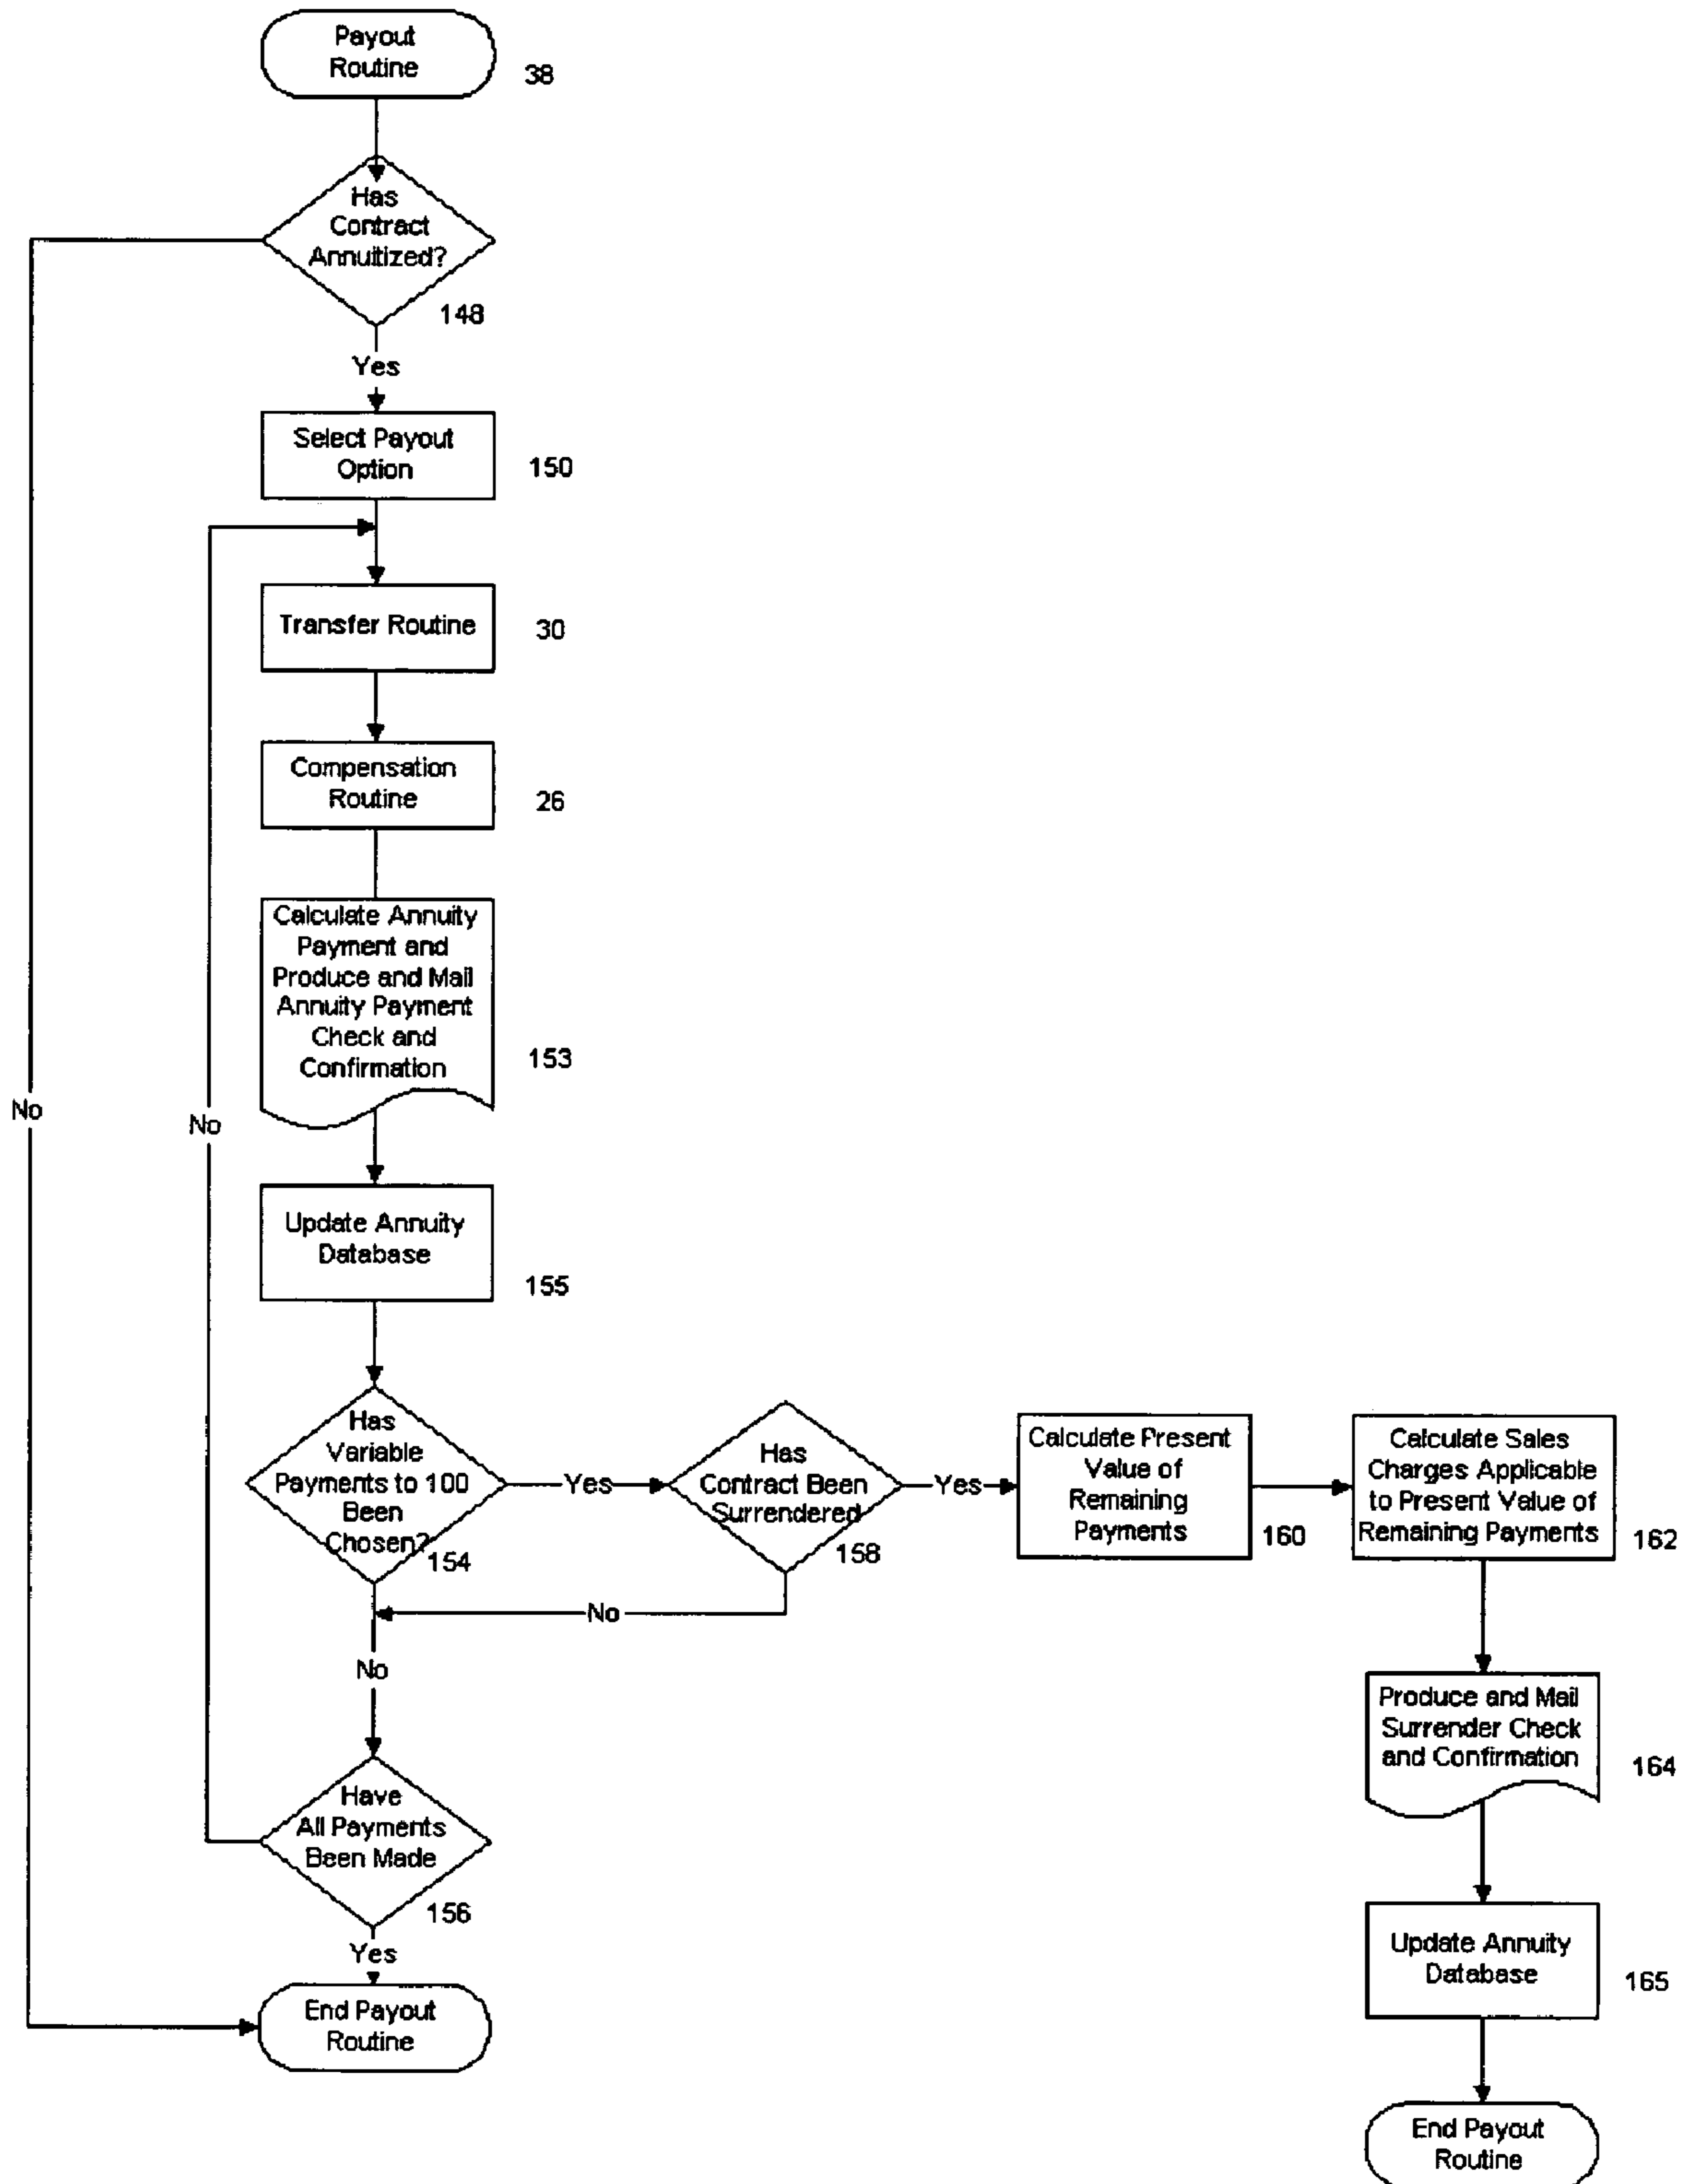 Payout
Routine
38
Has
Contract
Annuitized?
148
Yes
Select Payout
Option
150
Transfer Routine
30
Compensation
Routine
26
Calculate Annuity
Payment and
Produce and Mail
Annuity Payment
Check and
Confirmation
153
No
No
Update Annuity
Database
155
Has
Variable
Payments to 100
Been
Chosen?
154
Yes
Has
Contract Been
Surrendered
158
Yes
Calculate Present
Value of
Remaining
Payments
160
Calculate Sales
Charges Applicable
to Present Value of
Remaining Payments
162
No
No
Produce and Mail
Surrender Check
and Confirmation
164
Have
All Payments
Been Made
156
Yes
End Payout
Routine
Update Annuity
Database
165
End Payout
Routine